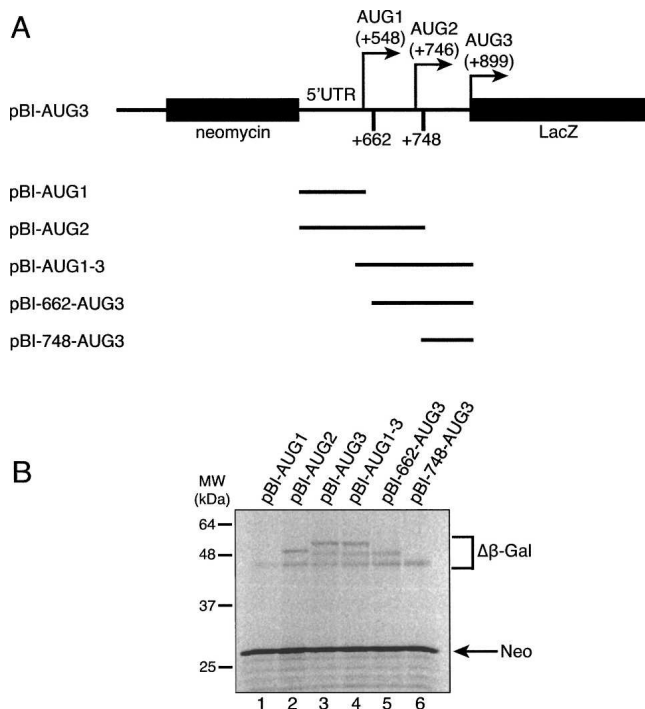 A
AUG1
(+548)
AUG2
(+746)
AUG3
(+899)
5'UTR
pBI-AUG3
neomycin
+662
+748
LacZ
pBI-AUG1
pBI-AUG2
pBI-AUG1-3
pBI-662-AUG3
pBI-748-AUG3
B
MW
(kDa)
pBI-AUG1
pBI-AUG2
pBI-AUG3
pBI-AUG1-3
pBI-662-AUG3
pBI-748-AUG3
64
48
37
25
Δβ-Gal
Neo
1 2 3 4 5 6